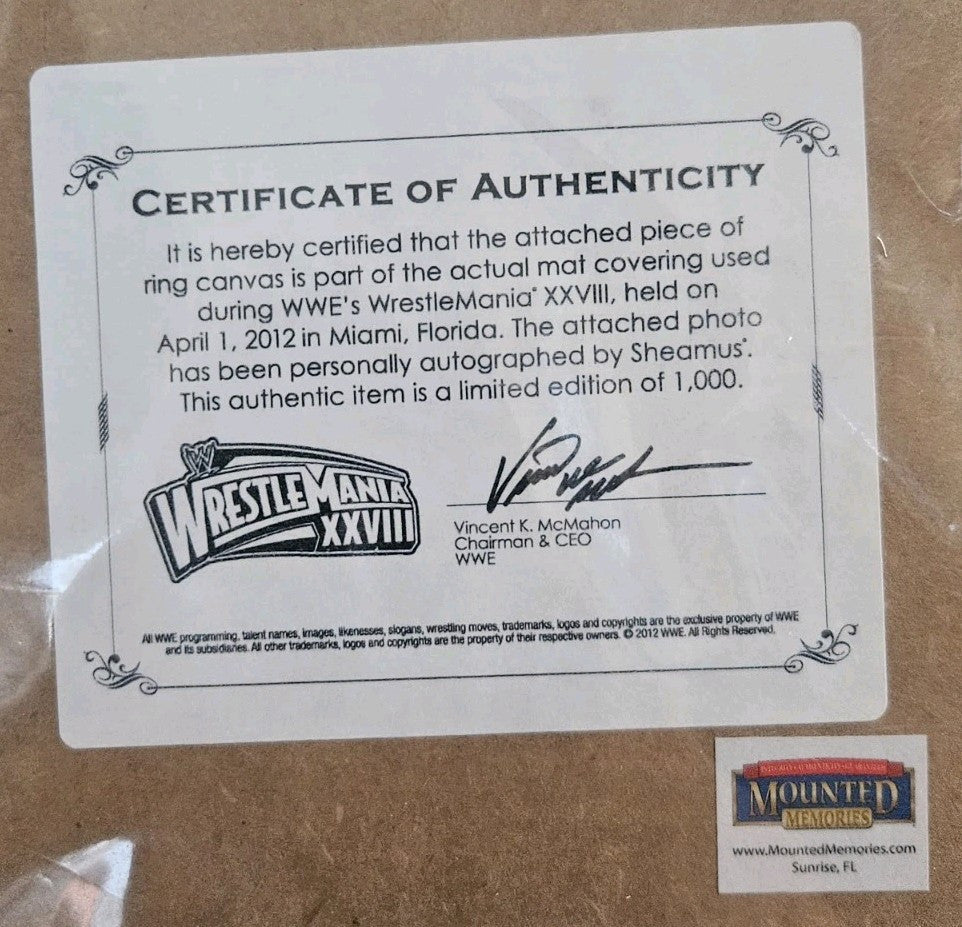 CERTIFICATE OF AUTHENTICITY
It is hereby certified that the attached piece of
ring canvas is part of the actual mat covering used
during WWE's WrestleMania® XXVIII, held on
April 1, 2012 in Miami, Florida. The attached photo
has been personally autographed by Sheamus®.
This authentic item is a limited edition of 1,000.
W
WRESTLEMANIA
XXVIII
Vincent K. McMahon
Chairman & CEO
WWE
All WWE programming, talent names, images, likenesses, slogans, wrestling moves, trademarks, logos and copyrights are the exclusive property of WWE
and its subsidiaries. All other trademarks, logos and copyrights are the property of their respective owners. © 2012 WWE. All Rights Reserved.
MOUNTED
MEMORIES
www.MountedMemories.com
Sunrise, FL